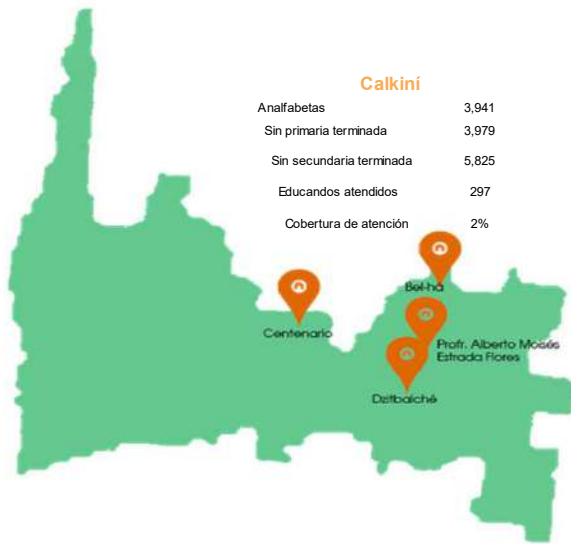 Calkiní
Analfabetas 3,941
Sin primaria terminada 3,979
Sin secundaria terminada 5,825
Educandos atendidos 297
Cobertura de atención 2%
Bel-ha
Centenario
Profr. Alberto Moisés
Estrada Flores
Dzitbalché